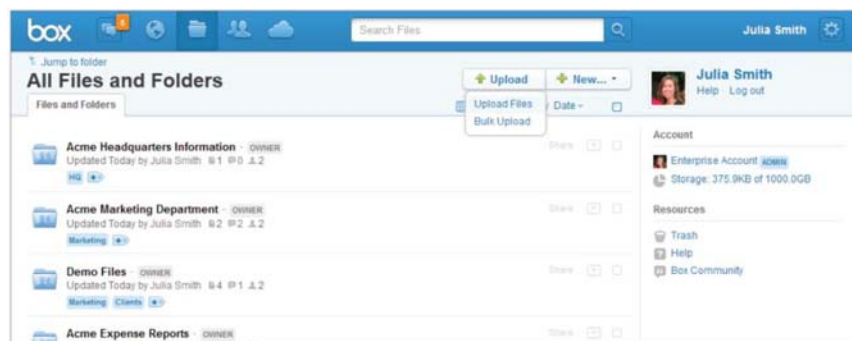 box 6 Search Files Julia Smith
Jump to folder
All Files and Folders
Upload New...
Julia Smith
Help · Log out
Files and Folders
Upload Files
Bulk Upload
Date
Acme Headquarters Information · OWNER
Updated Today by Julia Smith 1 0 2
HQ
Share
Acme Marketing Department · OWNER
Updated Today by Julia Smith 2 2 2
Marketing
Share
Demo Files · OWNER
Updated Today by Julia Smith 4 1 2
Marketing Clients
Share
Acme Expense Reports · OWNER
Share
Account
Enterprise Account ADMIN
Storage: 375.9KB of 1000.0GB
Resources
Trash
Help
Box Community